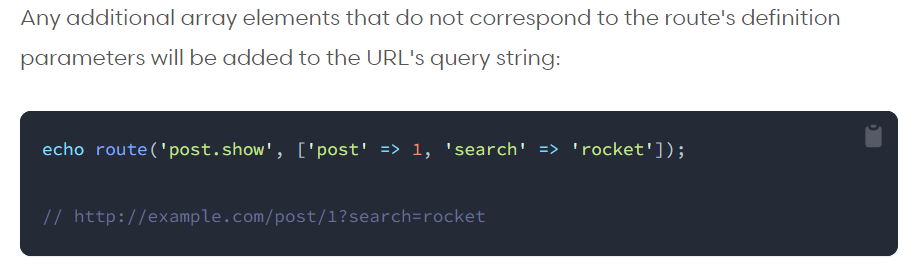 Any additional array elements that do not correspond to the route's definition
parameters will be added to the URL's query string:
echo route('post.show', ['post' => 1, 'search' => 'rocket']);
// http://example.com/post/1?search=rocket